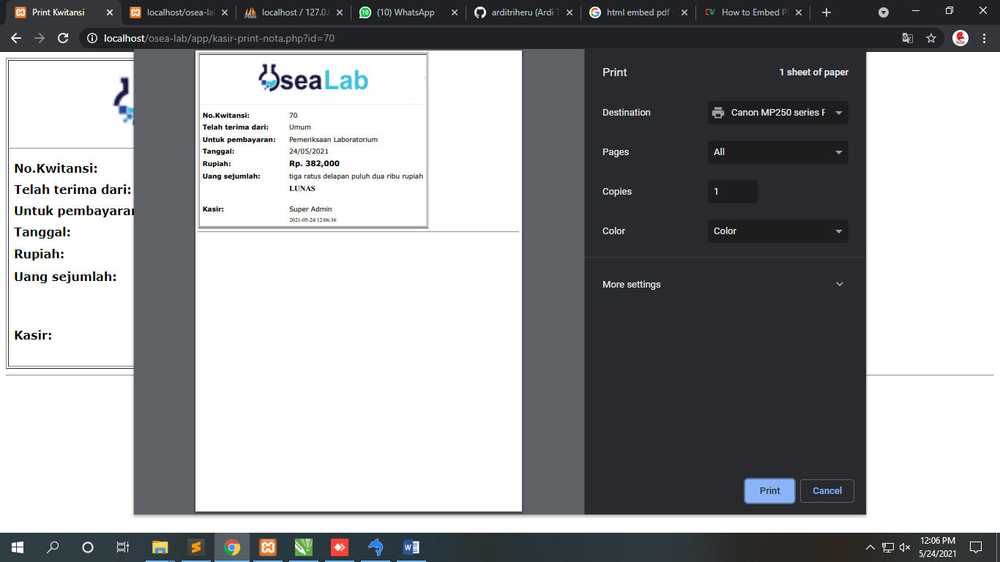 Print Kwitansi
localhost/osea-la
localhost / 127.0.
(10) WhatsApp
arditriheru (Ardi T
html embed pdf -
CW How to Embed P
localhost/osea-lab/app/kasir-print-nota.php?id=70
No.Kwitansi:
Telah terima dari:
Untuk pembayaran
Tanggal:
Rupiah:
Uang sejumlah:
Kasir:
OseaLab
No.Kwitansi: 70
Telah terima dari: Umum
Untuk pembayaran: Pemeriksaan Laboratorium
Tanggal: 24/05/2021
Rupiah: Rp. 382,000
Uang sejumlah: tiga ratus delapan puluh dua ribu rupiah
LUNAS
Kasir: Super Admin
2021-05-24/12:06:36
Print 1 sheet of paper
Destination Canon MP250 series P
Pages All
Copies 1
Color Color
More settings
Print Cancel
12:06 PM
5/24/2021